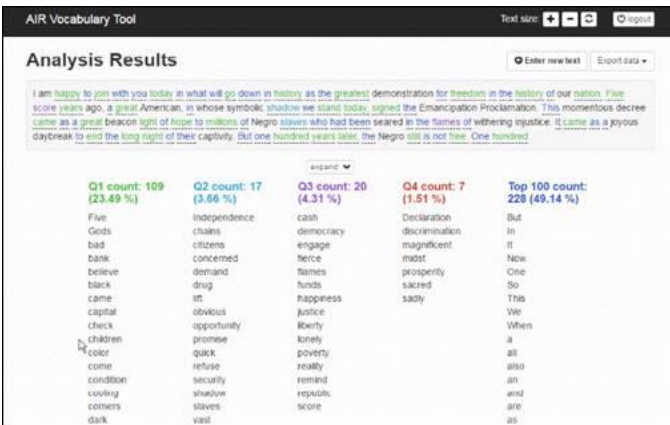 AIR Vocabulary Tool
Text size: + −
logout
Analysis Results
Enter new text
Export data
I am happy to join with you today in what will go down in history as the greatest demonstration for freedom in the history of our nation. Five
score years ago, a great American, in whose symbolic shadow we stand today, signed the Emancipation Proclamation. This momentous decree
came as a great beacon light of hope to millions of Negro slaves who had been seared in the flames of withering injustice. It came as a joyous
daybreak to end the long night of their captivity. But one hundred years later, the Negro still is not free. One hundred
expand
Q1 count: 109 (23.49 %)
Five
Gods
bad
bank
believe
black
came
capital
check
children
color
come
condition
cooling
corners
dark
Q2 count: 17 (3.66 %)
Independence
chains
citizens
concerned
demand
drug
lift
obvious
opportunity
promise
quick
refuse
security
shadow
slaves
vast
Q3 count: 20 (4.31 %)
cash
democracy
engage
fierce
flames
funds
happiness
justice
liberty
lonely
poverty
reality
remind
republic
score
Q4 count: 7 (1.51 %)
Declaration
discrimination
magnificent
midst
prosperity
sacred
sadly
Top 100 count: 228 (49.14 %)
But
In
It
Now
One
So
This
We
When
a
all
also
an
and
are
as